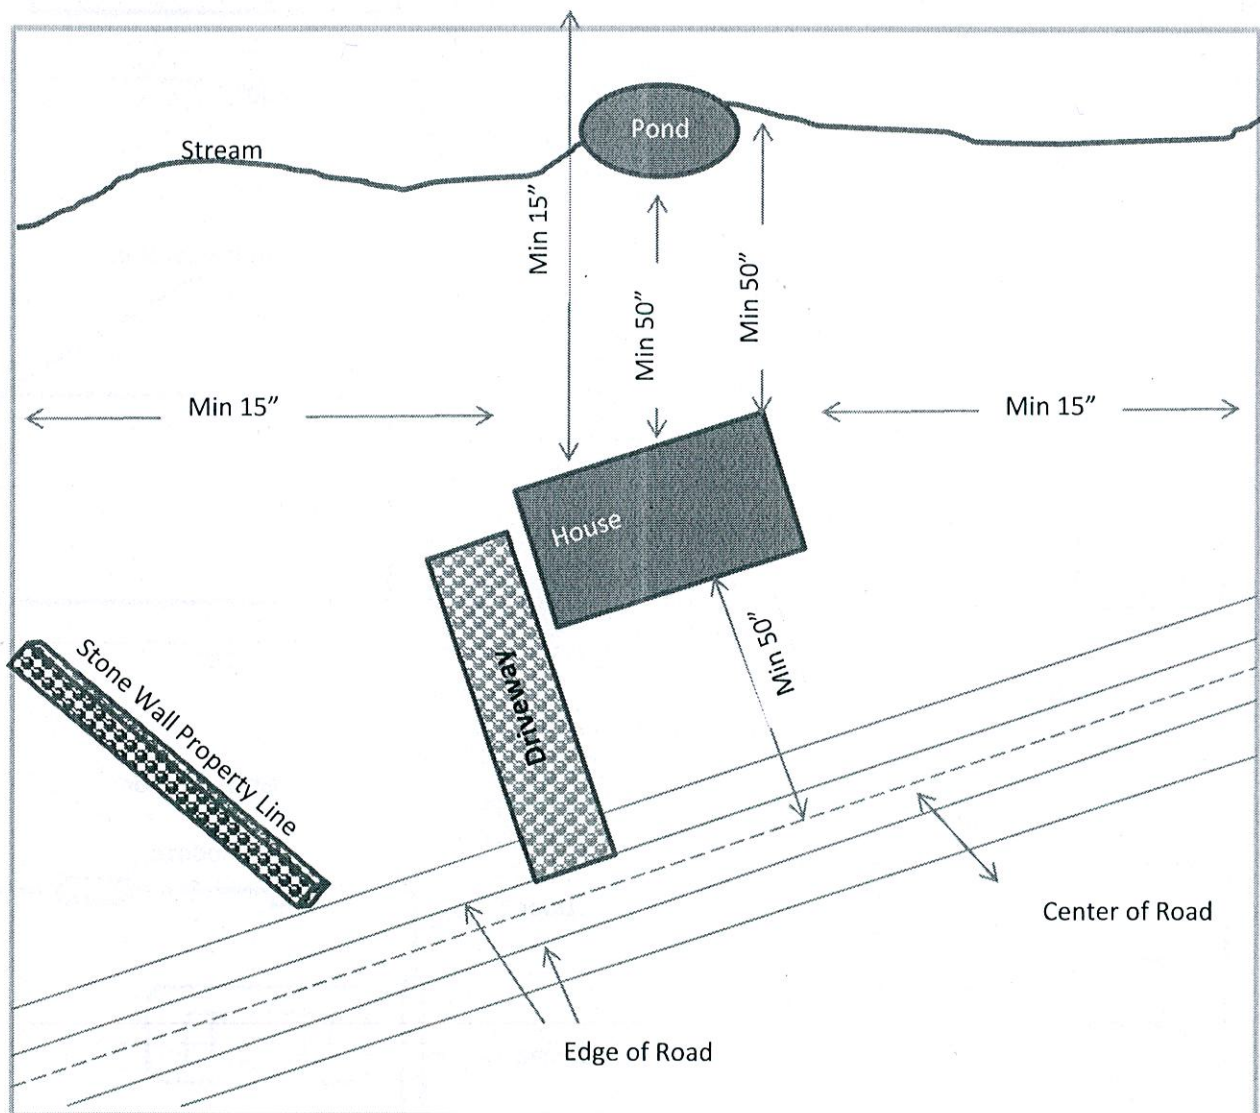 Pond
Stream
Min 15”
Min 50”
Min 50”
Min 15”
Min 15”
House
Stone Wall Property Line
Driveway
Min 50”
Center of Road
Edge of Road